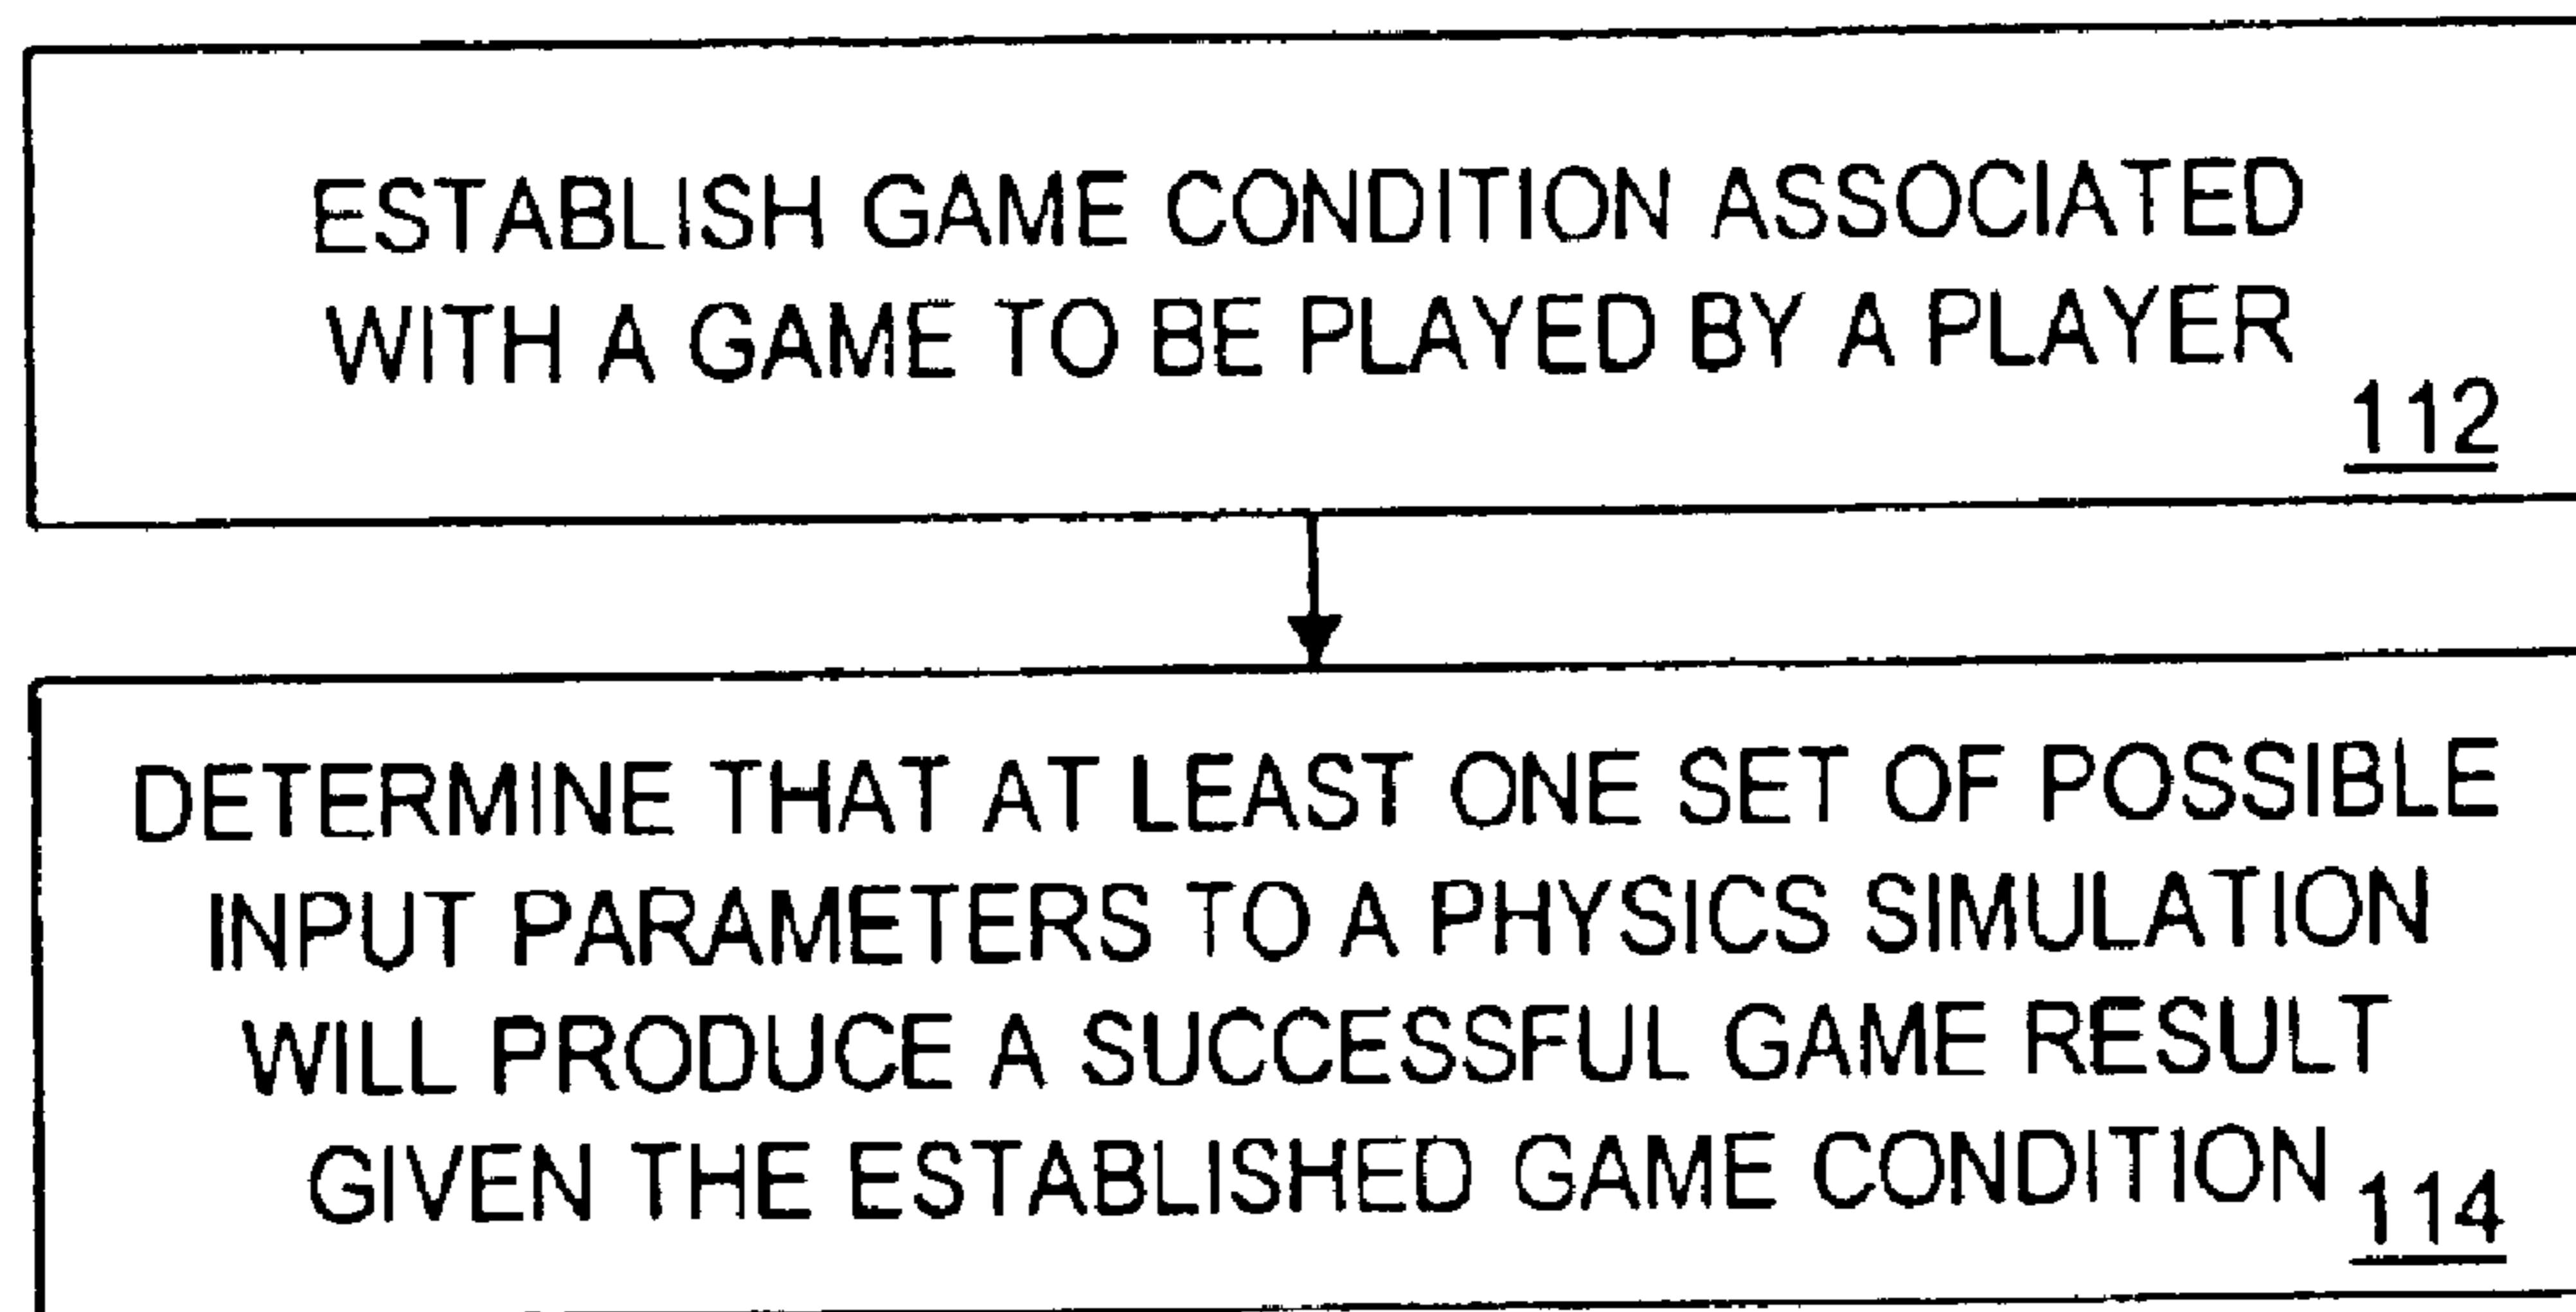 ESTABLISH GAME CONDITION ASSOCIATED
WITH A GAME TO BE PLAYED BY A PLAYER
112
DETERMINE THAT AT LEAST ONE SET OF POSSIBLE
INPUT PARAMETERS TO A PHYSICS SIMULATION
WILL PRODUCE A SUCCESSFUL GAME RESULT
GIVEN THE ESTABLISHED GAME CONDITION
114